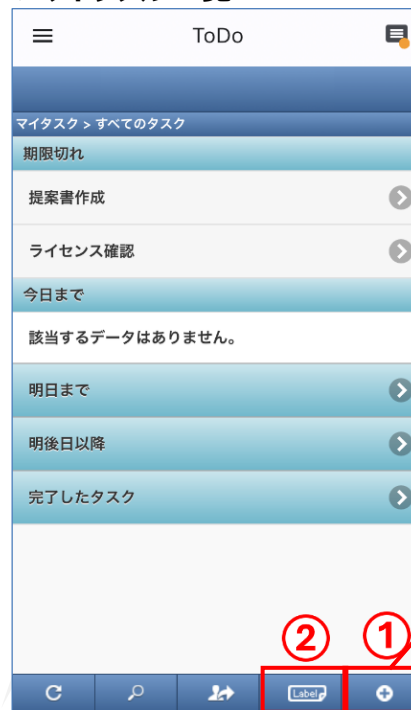 ToDo
マイタスク > すべてのタスク
期限切れ
提案書作成
ライセンス確認
今日まで
該当するデータはありません。
明日まで
明後日以降
完了したタスク
② ①
Label